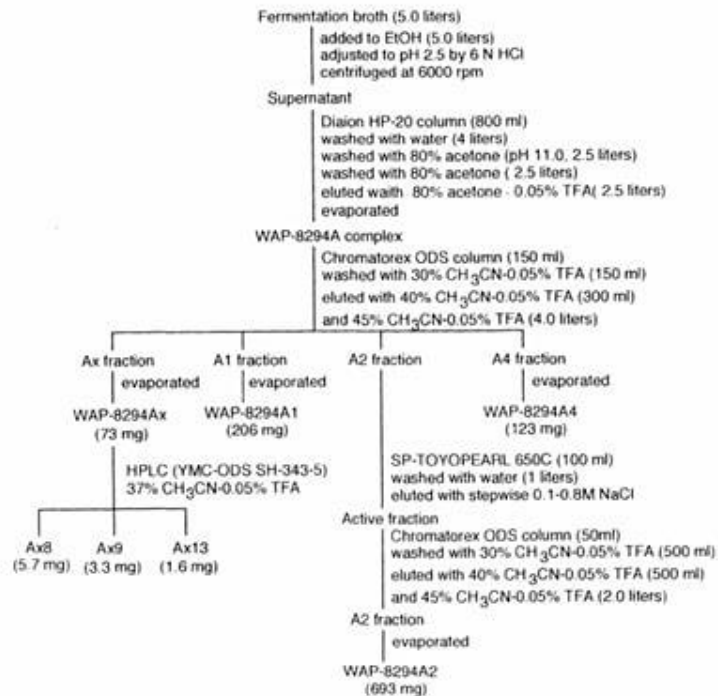 Fermentation broth (5.0 liters)
added to EtOH (5.0 liters)
adjusted to pH 2.5 by 6 N HCl
centrifuged at 6000 rpm
Supernatant
Diaion HP-20 column (800 ml)
washed with water (4 liters)
washed with 80% acetone (pH 11.0, 2.5 liters)
washed with 80% acetone ( 2.5 liters)
eluted waith 80% acetone - 0.05% TFA( 2.5 liters)
evaporated
WAP-8294A complex
Chromatorex ODS column (150 ml)
washed with 30% CH3CN-0.05% TFA (150 ml)
eluted with 40% CH3CN-0.05% TFA (300 ml)
and 45% CH3CN-0.05% TFA (4.0 liters)
Ax fraction
evaporated
WAP-8294Ax
(73 mg)
HPLC (YMC-ODS SH-343-5)
37% CH3CN-0.05% TFA
Ax8
(5.7 mg)
Ax9
(3.3 mg)
Ax13
(1.6 mg)
A1 fraction
evaporated
WAP-8294A1
(206 mg)
A2 fraction
SP-TOYOPEARL 650C (100 ml)
washed with water (1 liters)
eluted with stepwise 0.1-0.8M NaCl
Active fraction
Chromatorex ODS column (50ml)
washed with 30% CH3CN-0.05% TFA (500 ml)
eluted with 40% CH3CN-0.05% TFA (500 ml)
and 45% CH3CN-0.05% TFA (2.0 liters)
A2 fraction
evaporated
WAP-8294A2
(693 mg)
A4 fraction
evaporated
WAP-8294A4
(123 mg)